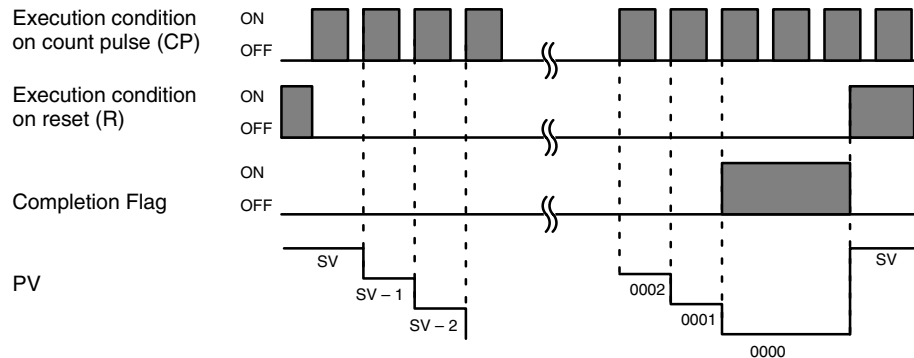 Execution condition
on count pulse (CP)
ON
OFF
Execution condition
on reset (R)
ON
OFF
Completion Flag
ON
OFF
PV
SV
SV – 1
SV – 2
0002
0001
0000
SV